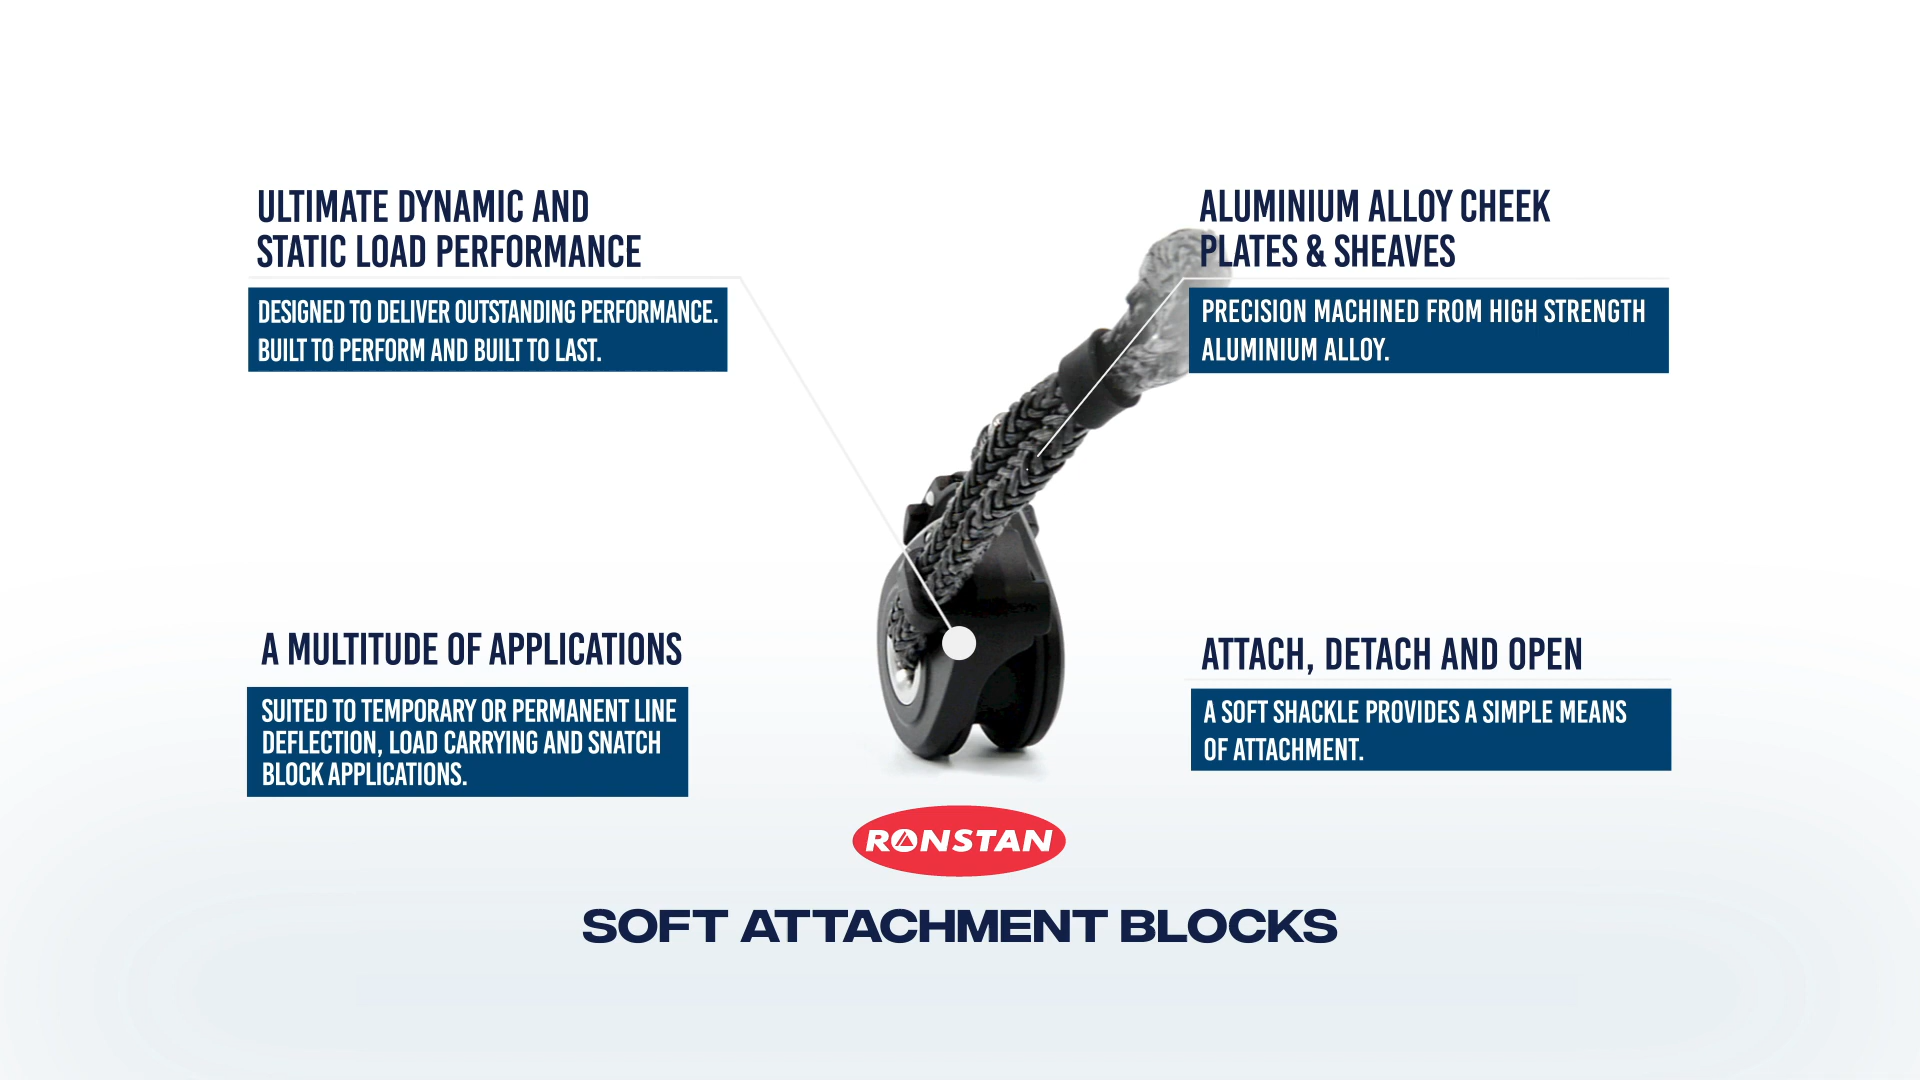 ULTIMATE DYNAMIC AND
STATIC LOAD PERFORMANCE
DESIGNED TO DELIVER OUTSTANDING PERFORMANCE.
BUILT TO PERFORM AND BUILT TO LAST.
ALUMINIUM ALLOY CHEEK
PLATES & SHEAVES
PRECISION MACHINED FROM HIGH STRENGTH
ALUMINIUM ALLOY.
A MULTITUDE OF APPLICATIONS
SUITED TO TEMPORARY OR PERMANENT LINE
DEFLECTION, LOAD CARRYING AND SNATCH
BLOCK APPLICATIONS.
ATTACH, DETACH AND OPEN
A SOFT SHACKLE PROVIDES A SIMPLE MEANS
OF ATTACHMENT.
RONSTAN
SOFT ATTACHMENT BLOCKS